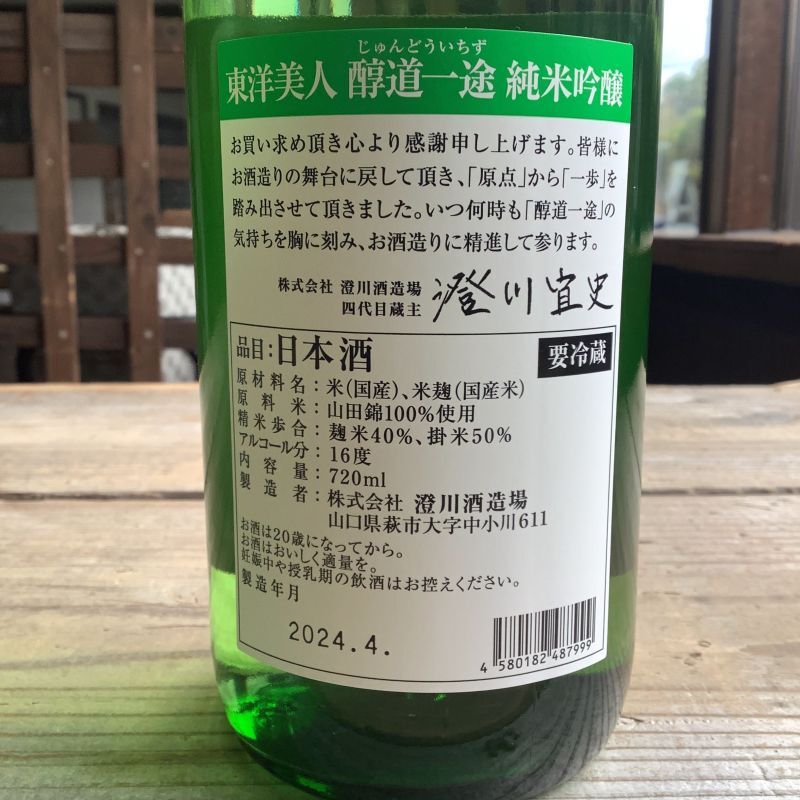 じゅんどういちず
東洋美人 醇道一途 純米吟醸
お買い求め頂き心より感謝申し上げます。皆様に
お酒造りの舞台に戻して頂き、「原点」から「一歩」を
踏み出させて頂きました。いつ何時も「醇道一途」の
気持ちを胸に刻み、お酒造りに精進して参ります。
株式会社 澄川酒造場
四代目蔵主 澄川宜史
品目:日本酒
要冷蔵
原材料名:米(国産)、米麹(国産米)
原料米:山田錦100%使用
精米歩合:麹米40%、掛米50%
アルコール分:16度
内容量:720ml
製造者:株式会社 澄川酒造場
山口県萩市大字中小川611
お酒は20歳になってから。
お酒はおいしく適量を。
妊娠中や授乳期の飲酒はお控えください。
製造年月
2024.4.
4 580182 487999